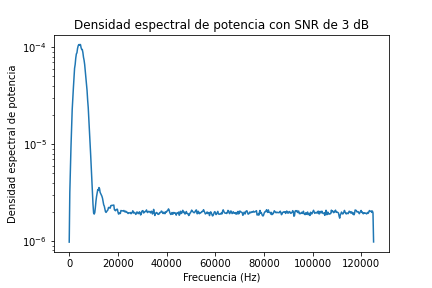 Densidad espectral de potencia con SNR de 3 dB
Densidad espectral de potencia
10⁻⁴
10⁻⁵
10⁻⁶
0 20000 40000 60000 80000 100000 120000
Frecuencia (Hz)